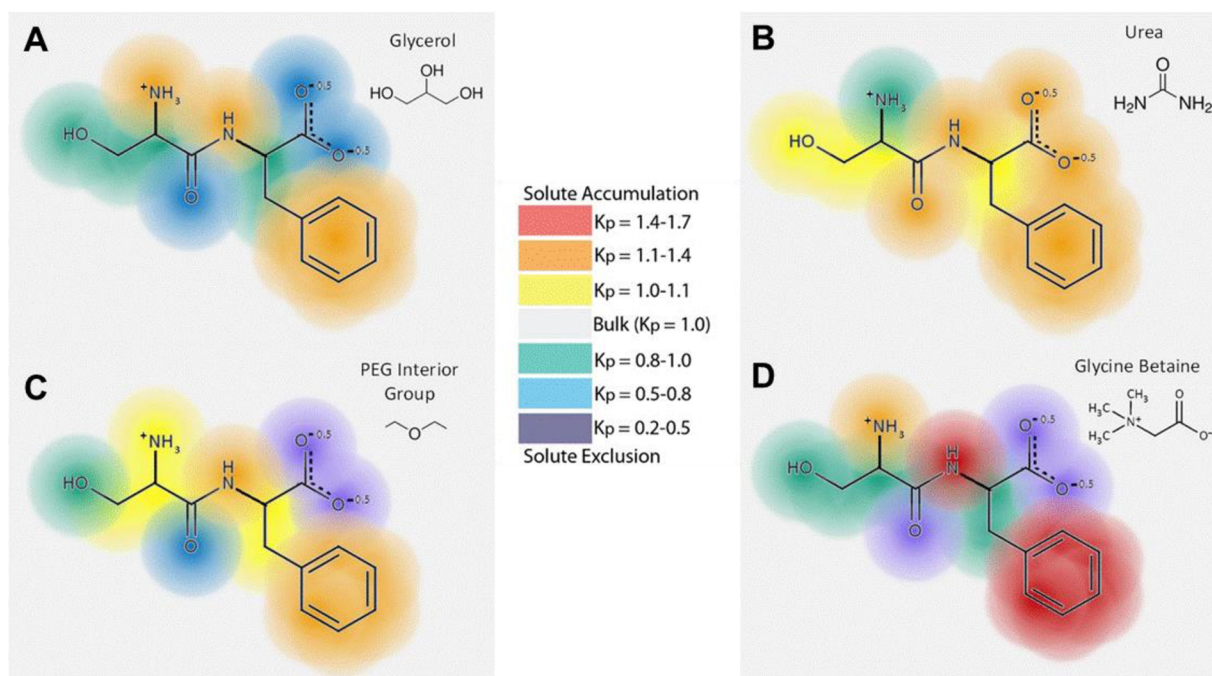 A
Glycerol
OH
HO OH
+NH₃
H
N
HO
O
O-0.5
O-0.5
B
Urea
O
H₂N NH₂
+NH₃
H
N
HO
O
O-0.5
O-0.5
Solute Accumulation
Kp = 1.4-1.7
Kp = 1.1-1.4
Kp = 1.0-1.1
Bulk (Kp = 1.0)
Kp = 0.8-1.0
Kp = 0.5-0.8
Kp = 0.2-0.5
Solute Exclusion
C
PEG Interior
Group
O
+NH₃
H
N
HO
O
O-0.5
O-0.5
D
Glycine Betaine
H₃C CH₃ O
H₃C N+ O-
+NH₃
H
N
HO
O
O-0.5
O-0.5